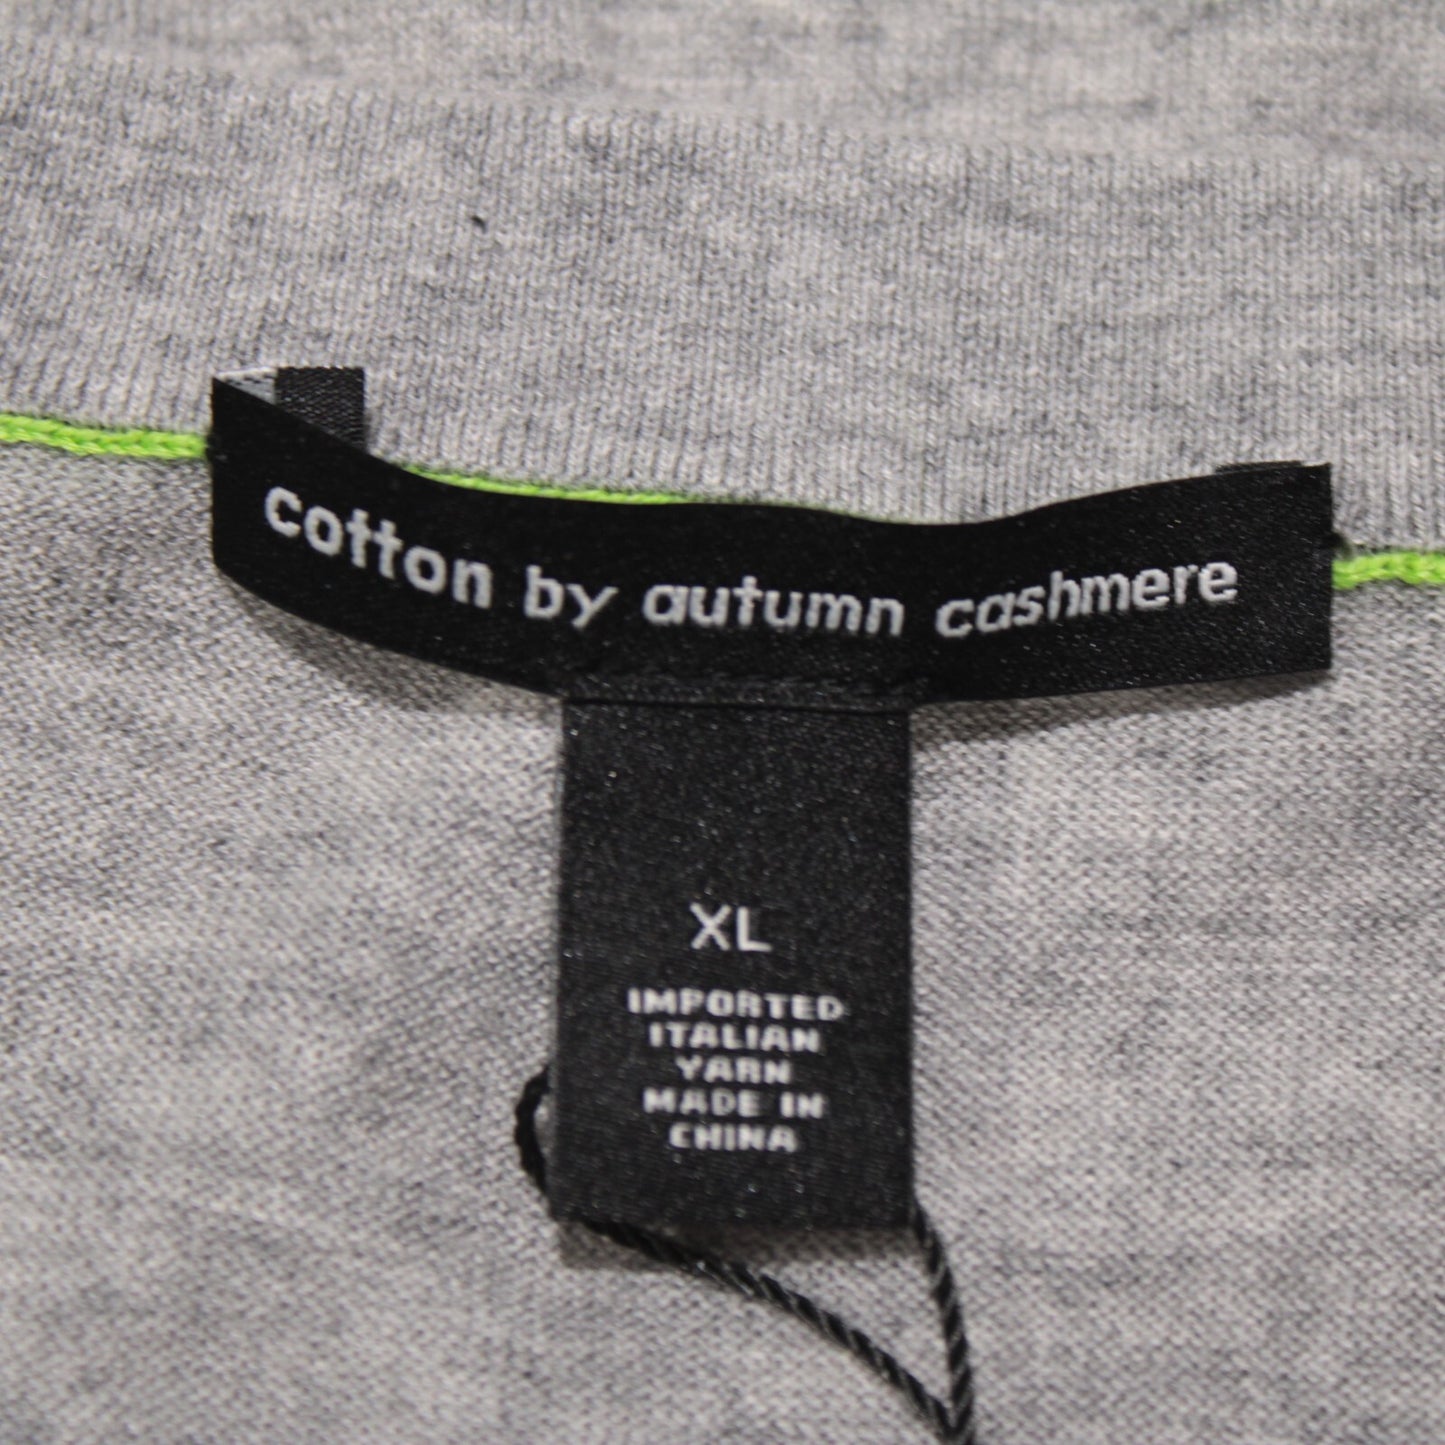 cotton by autumn cashmere
XL
IMPORTED
ITALIAN
YARN
MADE IN
CHINA